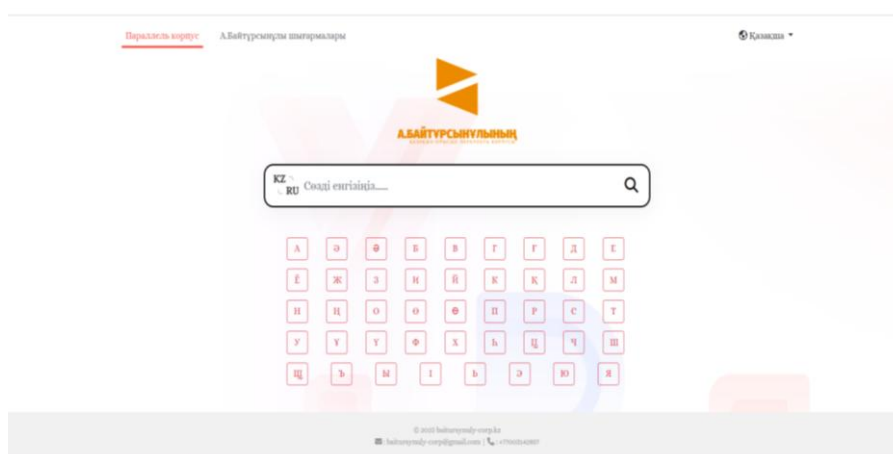 Параллель корпус А.Байтұрсынұлы шығармалары Қазақша
А.БАЙТҰРСЫНҰЛЫНЫҢ
KZ
RU Сөзді енгізіңіз.....
А Ә Ә Б В Г Ғ Д Е
Ё Ж З И Й К Қ Л М
Н Ң О Ө Ө П Р С Т
У Ұ Ү Ф Х Һ Ц Ч Ш
Щ Ъ Ы І Ь Э Ю Я